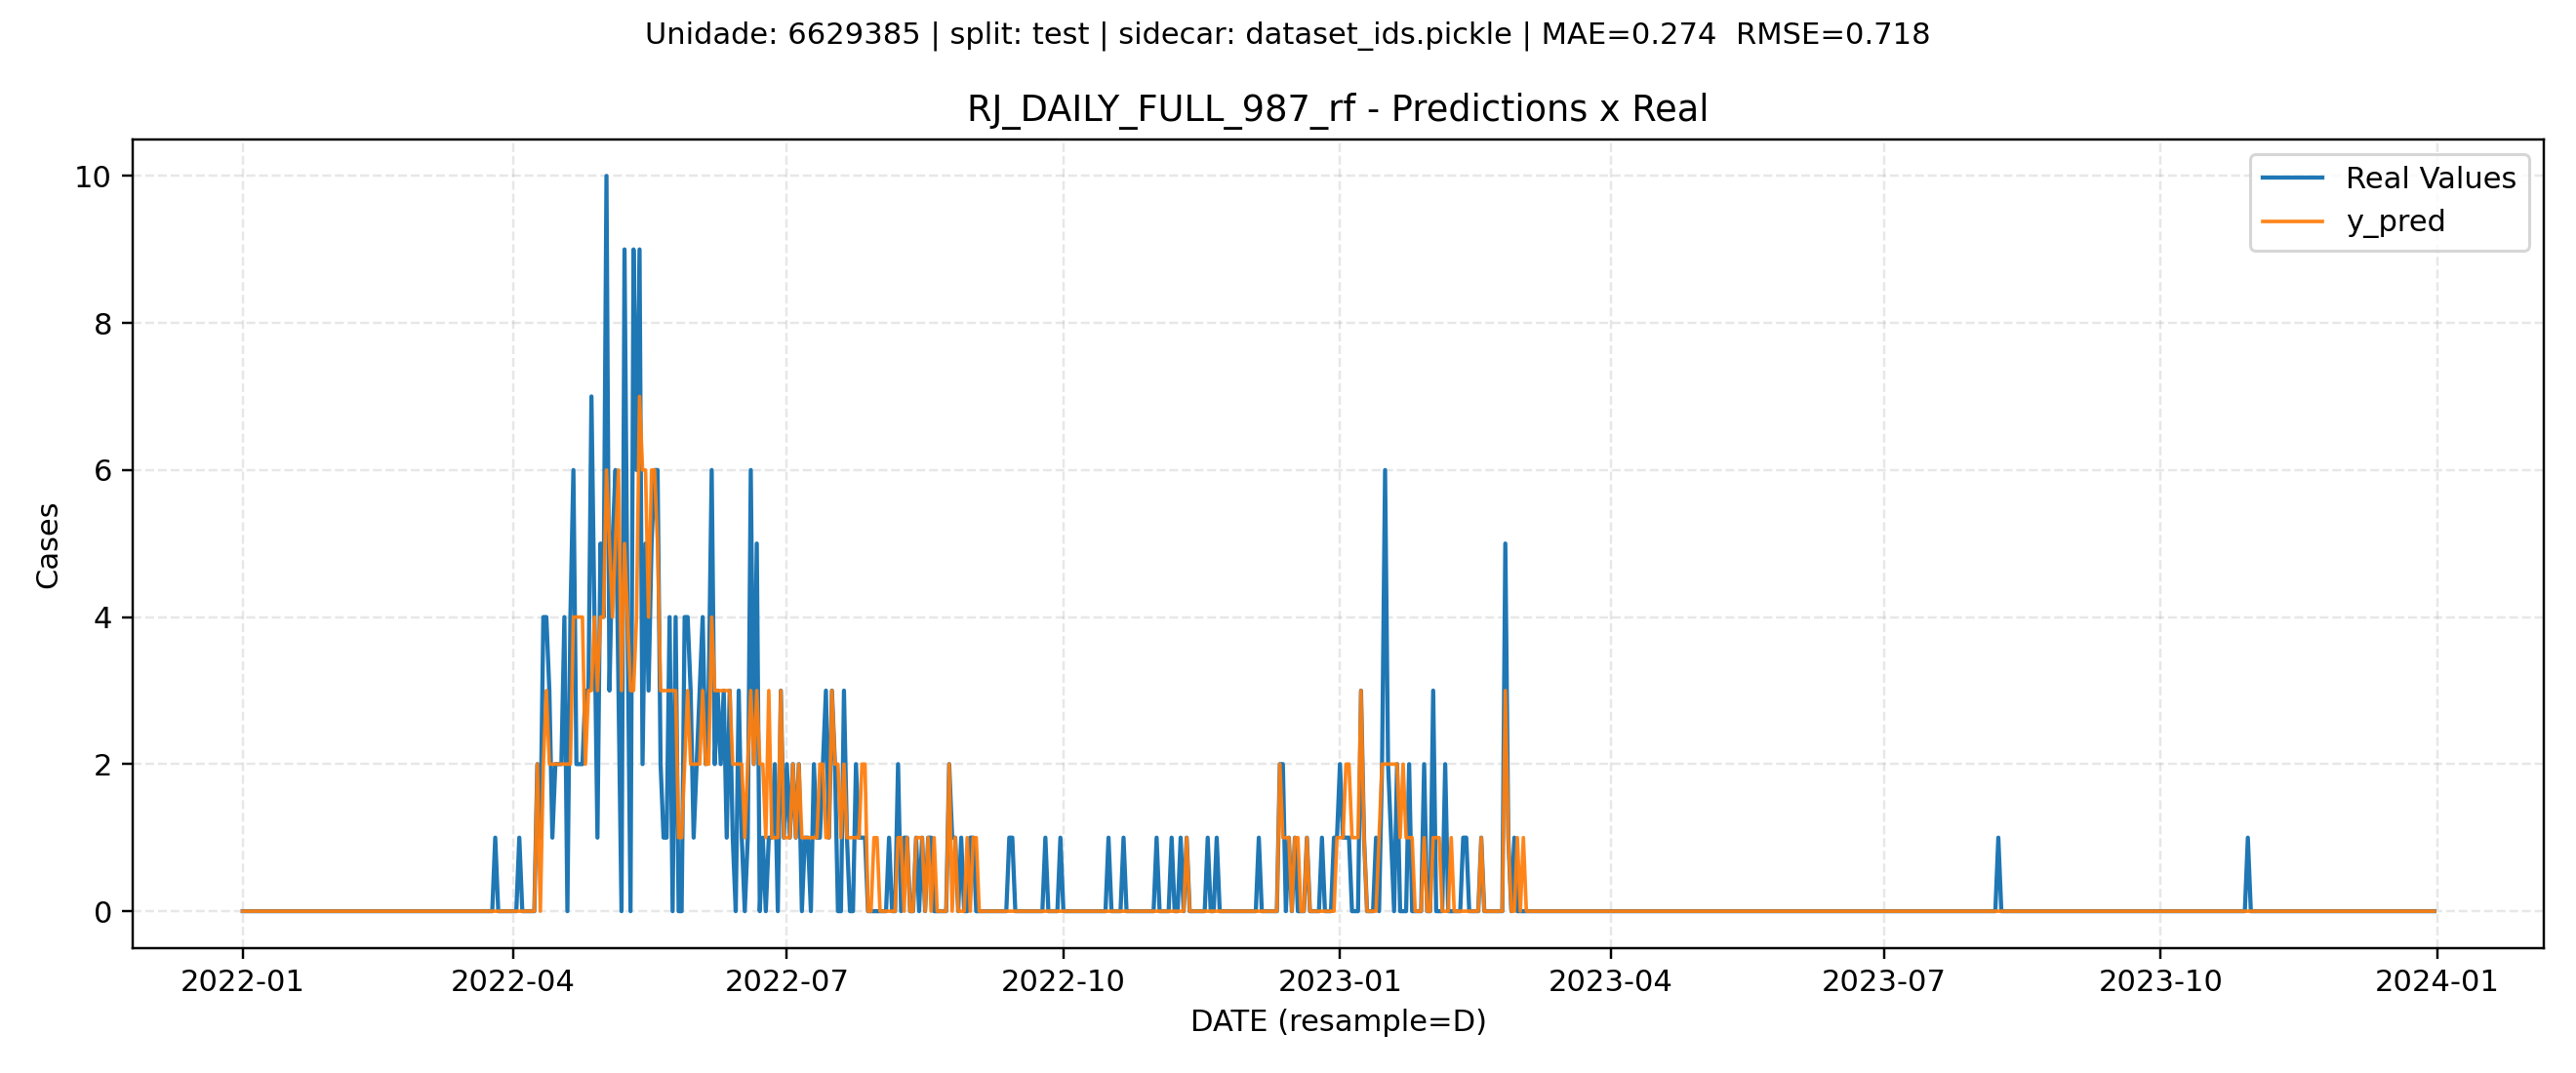 Unidade: 6629385 | split: test | sidecar: dataset_ids.pickle | MAE=0.274  RMSE=0.718
RJ_DAILY_FULL_987_rf - Predictions x Real
Real Values
y_pred
10
8
6
4
2
0
Cases
2022-01
2022-04
2022-07
2022-10
2023-01
2023-04
2023-07
2023-10
2024-01
DATE (resample=D)